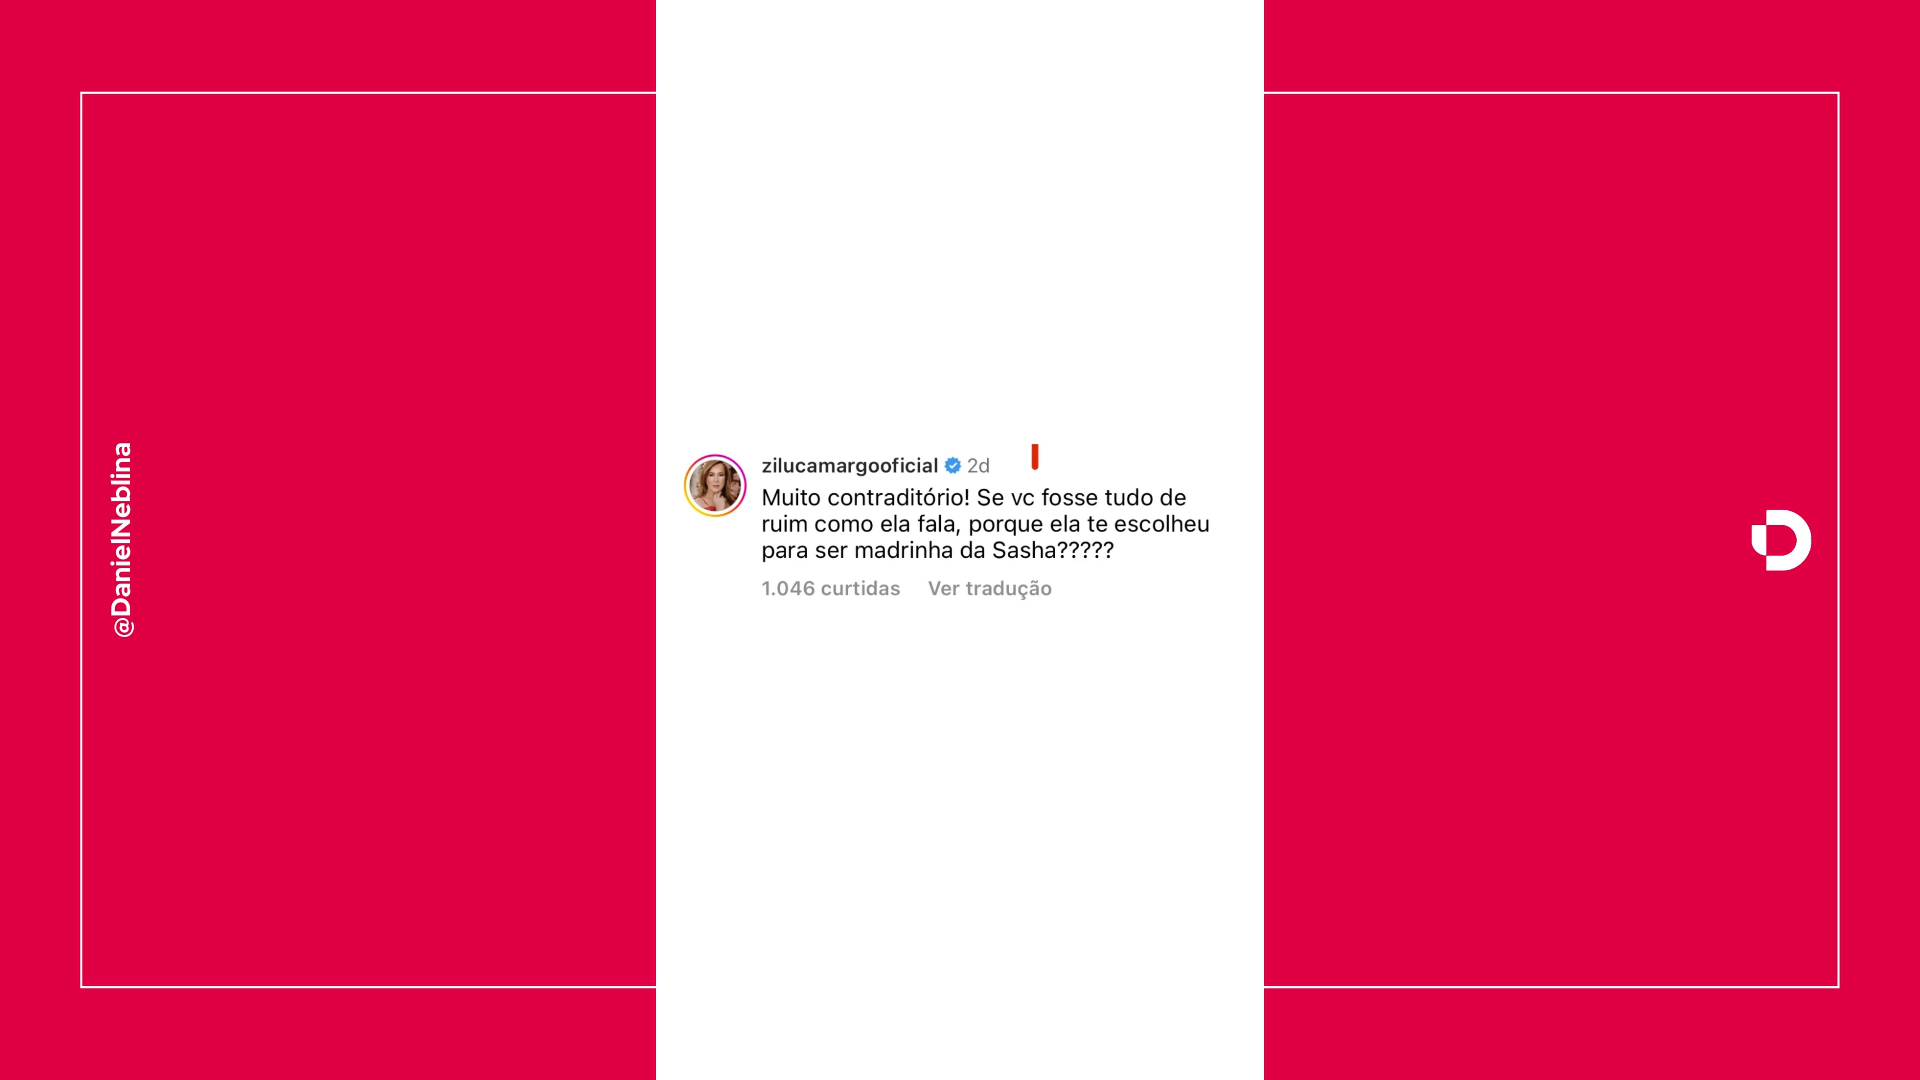 @DanielNeblina
zilucamargooficial 2d
Muito contraditório! Se vc fosse tudo de
ruim como ela fala, porque ela te escolheu
para ser madrinha da Sasha?????
1.046 curtidas Ver tradução